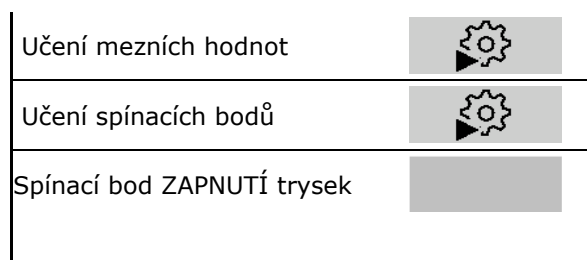 Učení mezních hodnot
Učení spínacích bodů
Spínací bod ZAPNUTÍ trysek